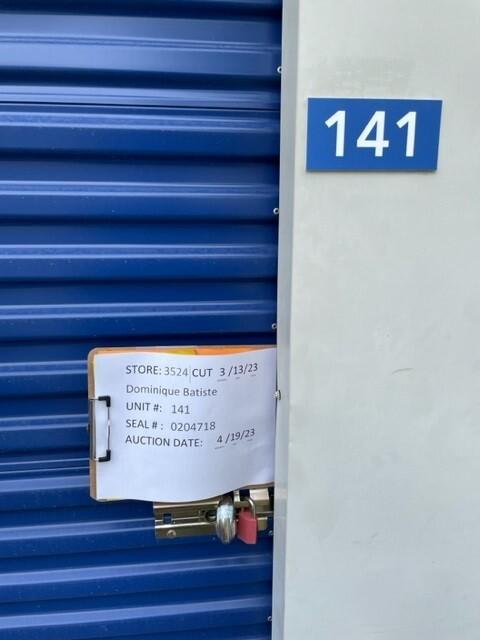 141
STORE: 3524 CUT 3 /13/23
Dominique Batiste
UNIT #: 141
SEAL # : 0204718
AUCTION DATE: 4 /19/23